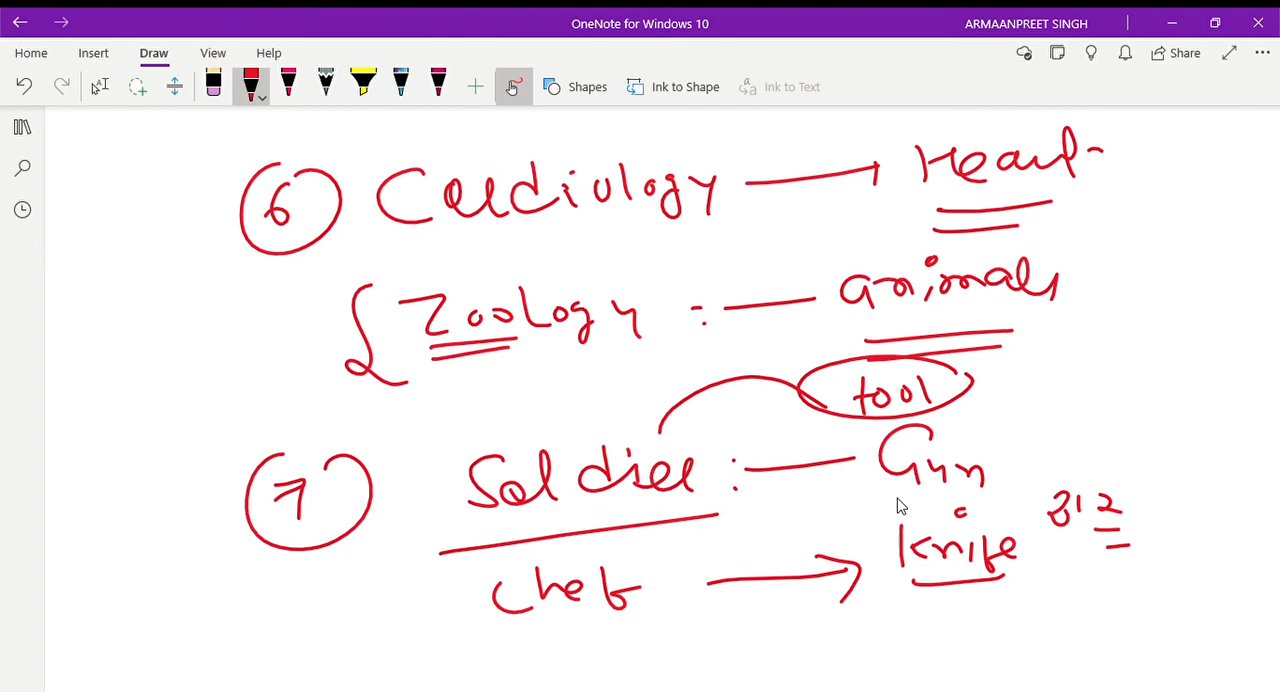 OneNote for Windows 10
ARMAANPREET SINGH
Home Insert Draw View Help
Share
Shapes Ink to Shape Ink to Text
6 Cardiology Heart
Zoology : animals
tool
7 Soldier : Gun
Chef Knife